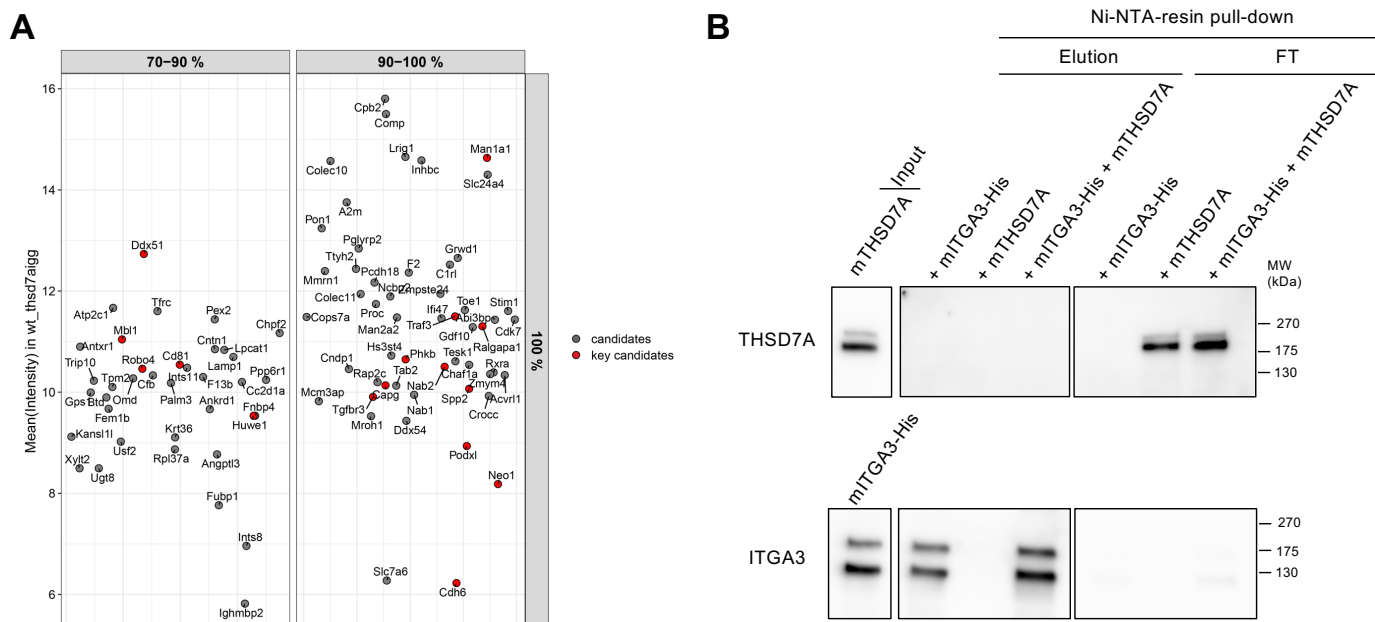 A
70−90 %
90−100 %
100 %
Mean(Intensity) in wt_thsd7aigg
16
14
12
10
8
6
Ddx51
Atp2c1
Tfrc
Pex2
Chpf2
Mbl1
Antxr1
Cntn1
Lpcat1
Robo4
Cd81
Lamp1
Trip10
Tpm2
Cfb
Ints11
F13b
Ppp6r1
Cc2d1a
Gps1
Btd
Omd
Palm3
Ankrd1
Fnbp4
Fem1b
Huwe1
Kansl1l
Usf2
Krt36
Rpl37a
Angptl3
Xylt2
Ugt8
Fubp1
Ints8
Ighmbp2
Cpb2
Comp
Lrig1
Inhbc
Man1a1
Colec10
Slc24a4
A2m
Pon1
Pglyrp2
Grwd1
Ttyh2
F2
C1rl
Mmrn1
Pcdh18
Ncbp2
Zmpste24
Colec11
Proc
Ifi47
Toe1
Stim1
Cops7a
Man2a2
Traf3
Abi3bp
Cdk7
Gdf10
Ralgapa1
Hs3st4
Phkb
Tesk1
Cndp1
Rap2c
Tab2
Nab2
Chaf1a
Rxra
Zmym4
Mcm3ap
Capg
Spp2
Acvrl1
Tgfbr3
Nab1
Crocc
Mroh1
Ddx54
Podxl
Neo1
Slc7a6
Cdh6
candidates
key candidates
B
Ni-NTA-resin pull-down
Elution
FT
Input
mTHSD7A
+ mITGA3-His
+ mTHSD7A
+ mITGA3-His + mTHSD7A
+ mITGA3-His
+ mTHSD7A
+ mITGA3-His + mTHSD7A
MW
(kDa)
THSD7A
270
175
130
mITGA3-His
ITGA3
270
175
130